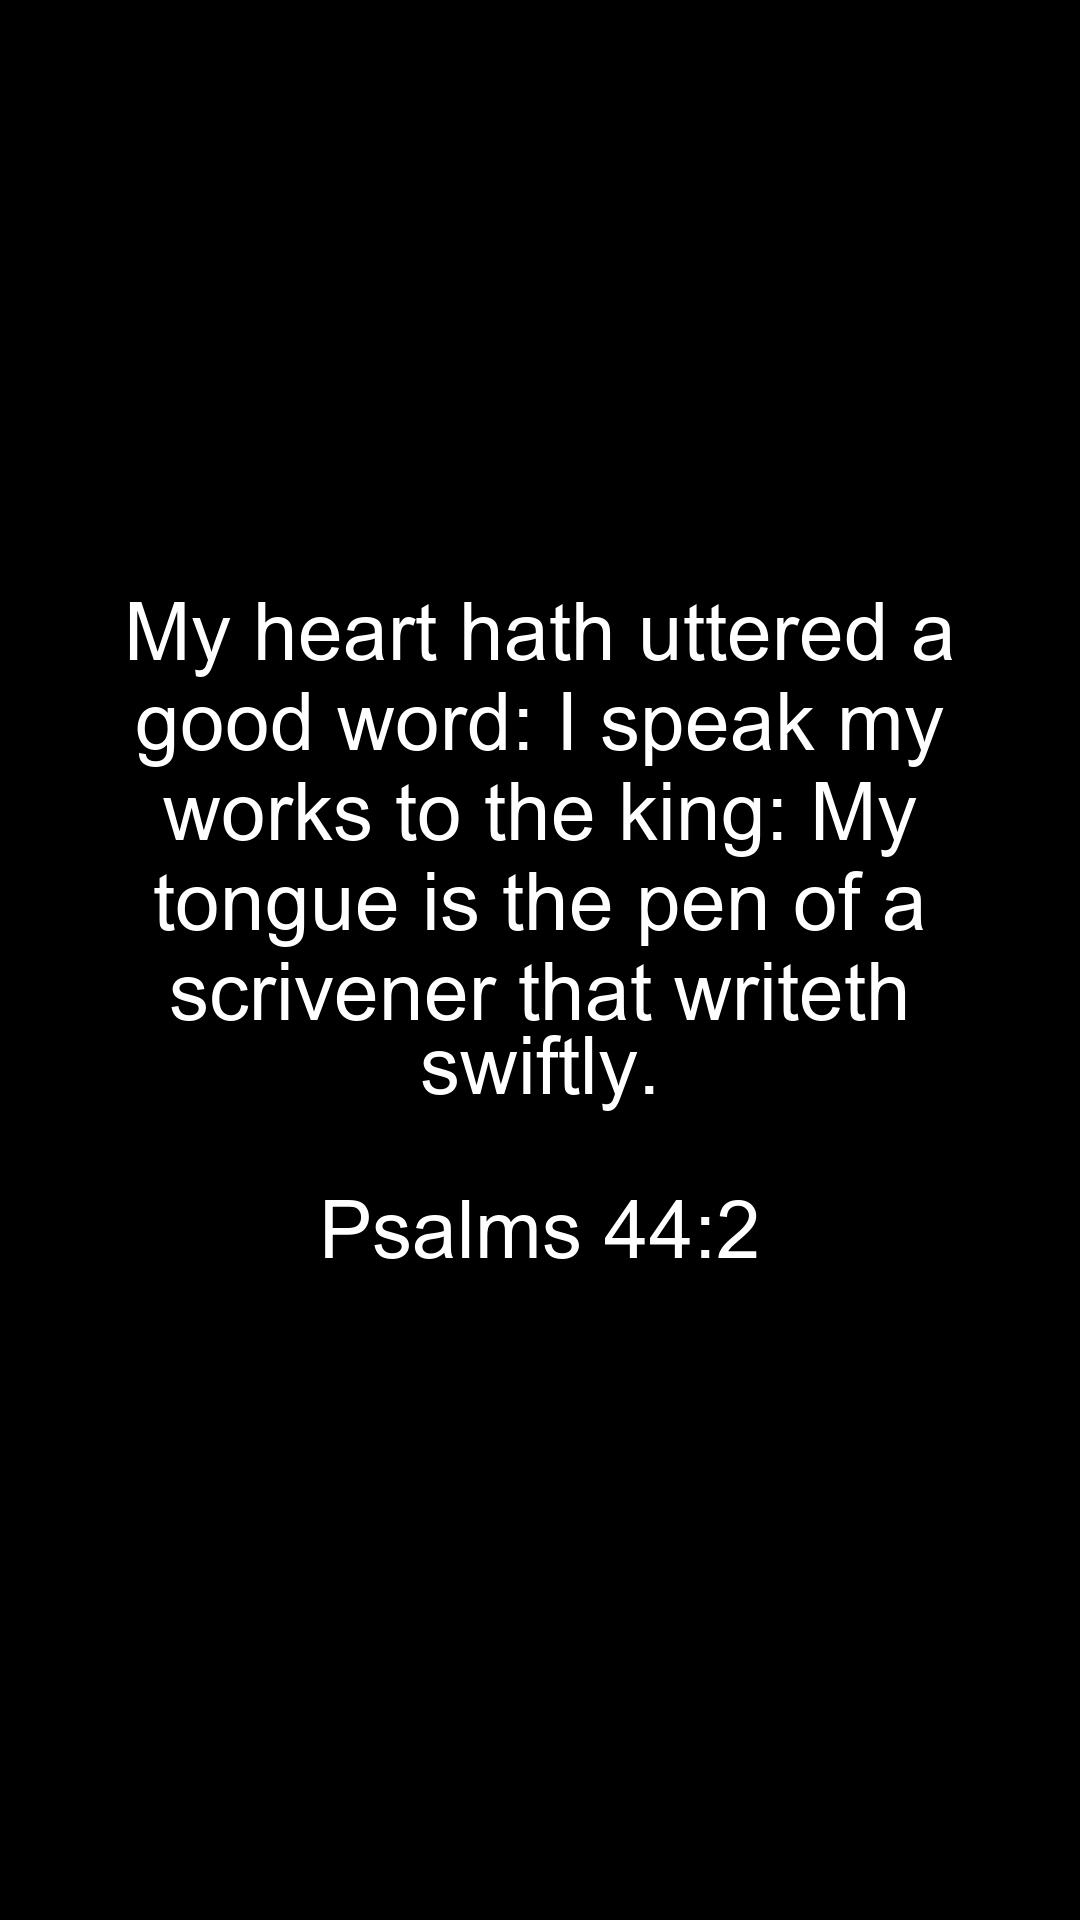 My heart hath uttered a
good word: I speak my
works to the king: My
tongue is the pen of a
scrivener that writeth
swiftly.
Psalms 44:2